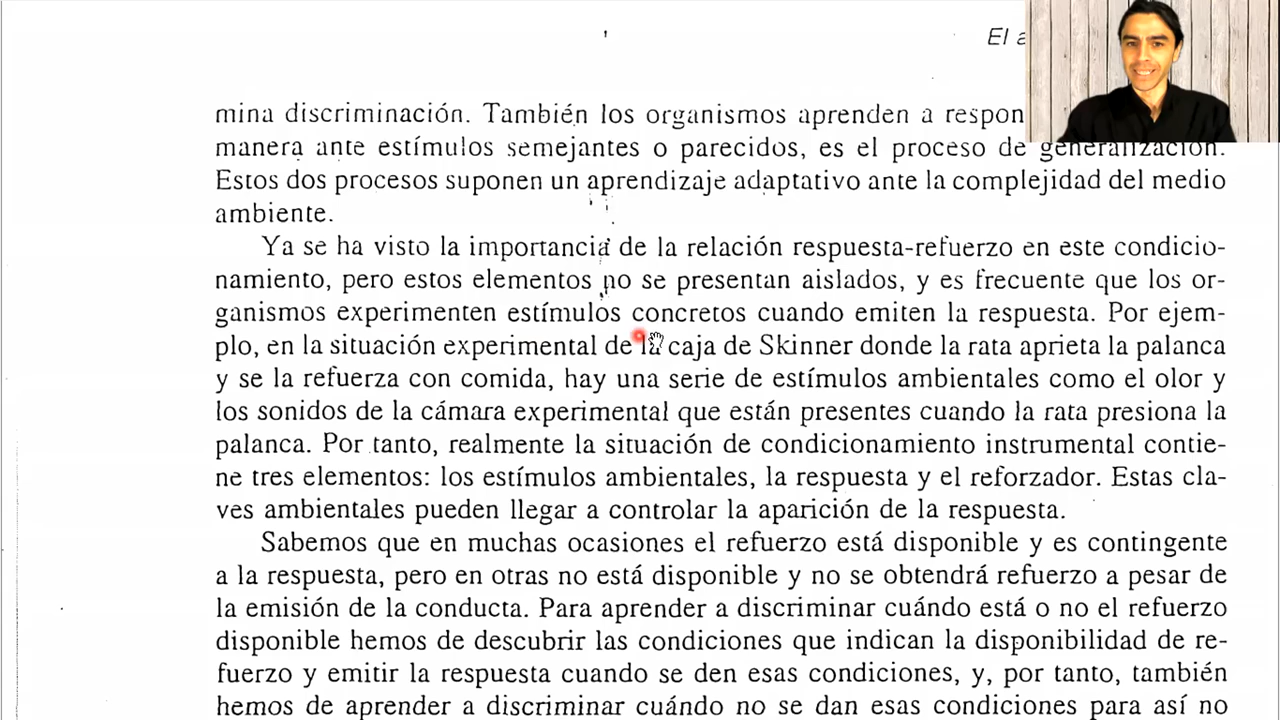 El a
mina discriminación. También los organismos aprenden a respon
manera ante estímulos semejantes o parecidos, es el proceso de generalización.
Estos dos procesos suponen un aprendizaje adaptativo ante la complejidad del medio
ambiente.
Ya se ha visto la importancia de la relación respuesta-refuerzo en este condicio-
namiento, pero estos elementos no se presentan aislados, y es frecuente que los or-
ganismos experimenten estímulos concretos cuando emiten la respuesta. Por ejem-
plo, en la situación experimental de la caja de Skinner donde la rata aprieta la palanca
y se la refuerza con comida, hay una serie de estímulos ambientales como el olor y
los sonidos de la cámara experimental que están presentes cuando la rata presiona la
palanca. Por tanto, realmente la situación de condicionamiento instrumental contie-
ne tres elementos: los estímulos ambientales, la respuesta y el reforzador. Estas cla-
ves ambientales pueden llegar a controlar la aparición de la respuesta.
Sabemos que en muchas ocasiones el refuerzo está disponible y es contingente
a la respuesta, pero en otras no está disponible y no se obtendrá refuerzo a pesar de
la emisión de la conducta. Para aprender a discriminar cuándo está o no el refuerzo
disponible hemos de descubrir las condiciones que indican la disponibilidad de re-
fuerzo y emitir la respuesta cuando se den esas condiciones, y, por tanto, también
hemos de aprender a discriminar cuándo no se dan esas condiciones para así no